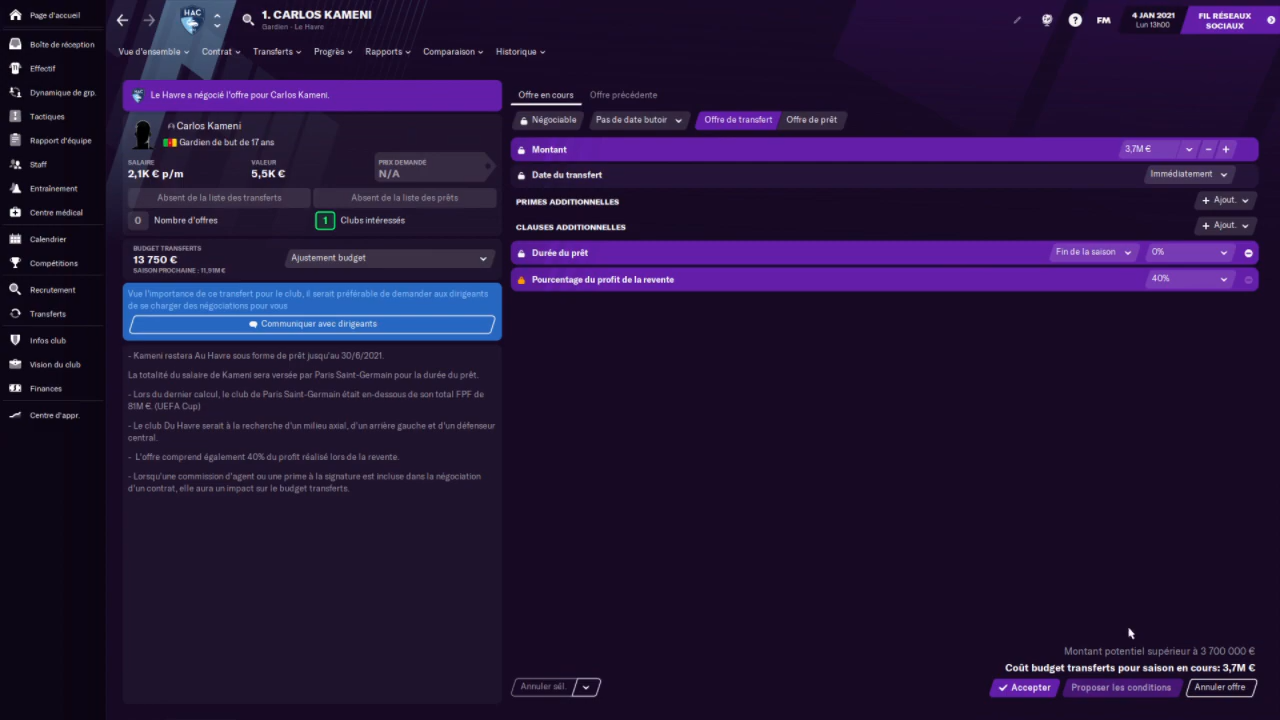 Page d'accueil
Boîte de réception
Effectif
Dynamique de grp.
Tactiques
Rapport d'équipe
Staff
Entraînement
Centre médical
Calendrier
Compétitions
Recrutement
Transferts
Infos club
Vision du club
Finances
Centre d'appr.
HAC
1. CARLOS KAMENI
Gardien - Le Havre
FM
4 JAN 2021
Lun 13h00
FIL RÉSEAUX
SOCIAUX
Vue d'ensemble
Contrat
Transferts
Progrès
Rapports
Comparaison
Historique
Le Havre a négocié l'offre pour Carlos Kameni.
Carlos Kameni
Gardien de but de 17 ans
SALAIRE
2,1K € p/m
VALEUR
5,5K €
PRIX DEMANDÉ
N/A
Absent de la liste des transferts
Absent de la liste des prêts
0 Nombre d'offres
1 Clubs intéressés
BUDGET TRANSFERTS
13 750 €
SAISON PROCHAINE : 11,91M €
Ajustement budget
Vue l'importance de ce transfert pour le club, il serait préférable de demander aux dirigeants
de se charger des négociations pour vous
Communiquer avec dirigeants
- Kameni restera Au Havre sous forme de prêt jusqu'au 30/6/2021.
La totalité du salaire de Kameni sera versée par Paris Saint-Germain pour la durée du prêt.
- Lors du dernier calcul, le club de Paris Saint-Germain était en-dessous de son total FPF de
81M €. (UEFA Cup)
- Le club Du Havre serait à la recherche d'un milieu axial, d'un arrière gauche et d'un défenseur
central.
- L'offre comprend également 40% du profit réalisé lors de la revente.
- Lorsqu'une commission d'agent ou une prime à la signature est incluse dans la négociation
d'un contrat, elle aura un impact sur le budget transferts.
Offre en cours
Offre précédente
Négociable
Pas de date butoir
Offre de transfert
Offre de prêt
Montant
3,7M €
Date du transfert
Immédiatement
PRIMES ADDITIONNELLES
+ Ajout.
CLAUSES ADDITIONNELLES
+ Ajout.
Durée du prêt
Fin de la saison
0%
Pourcentage du profit de la revente
40%
Montant potentiel supérieur à 3 700 000 €
Coût budget transferts pour saison en cours: 3,7M €
Annuler sél.
Accepter
Proposer les conditions
Annuler offre